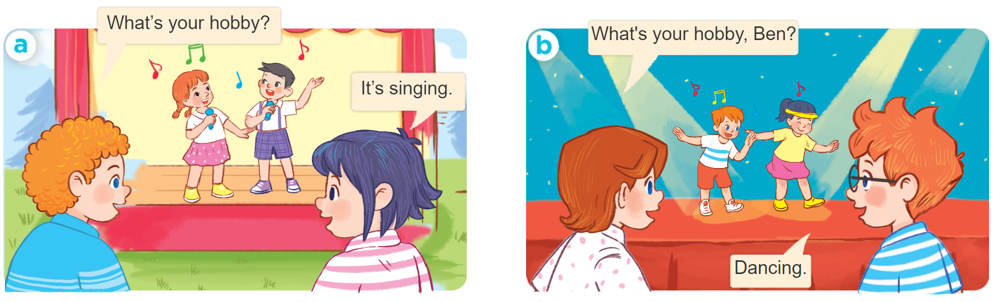 a
What’s your hobby?
It’s singing.
b
What's your hobby, Ben?
Dancing.